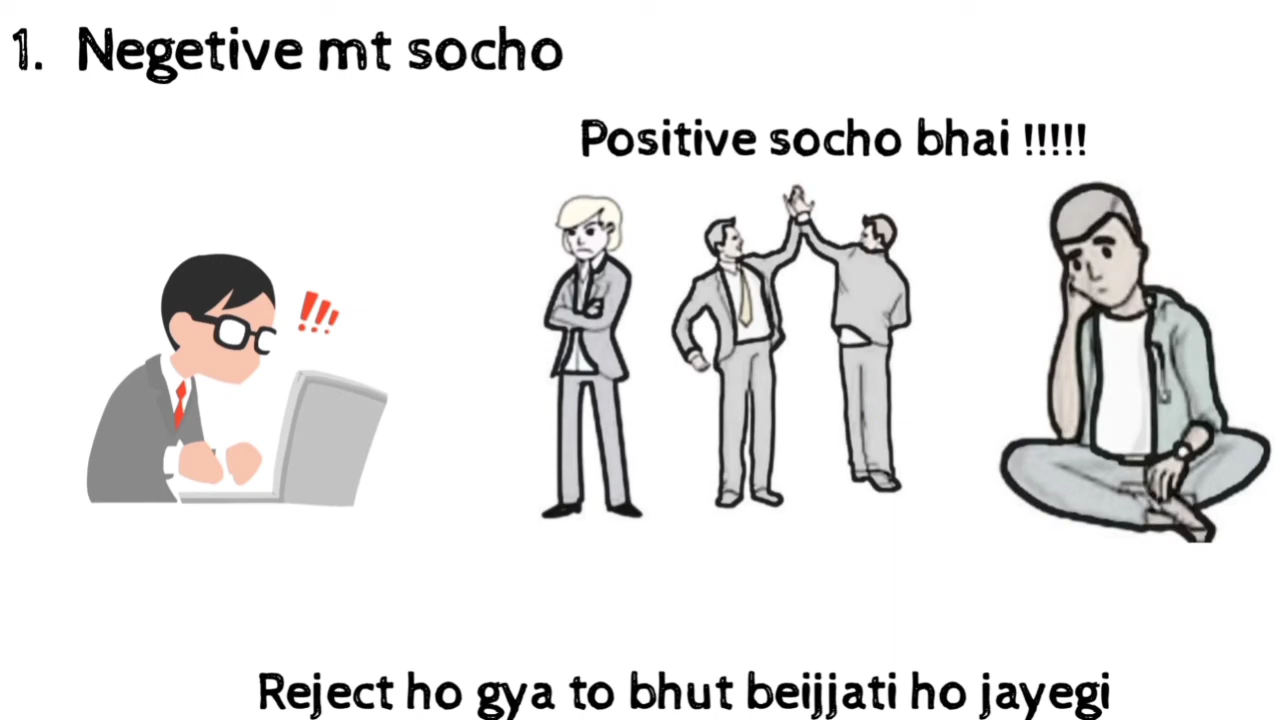 1. Negetive mt socho
Positive socho bhai !!!!!
!!!
Reject ho gya to bhut beijjati ho jayegi